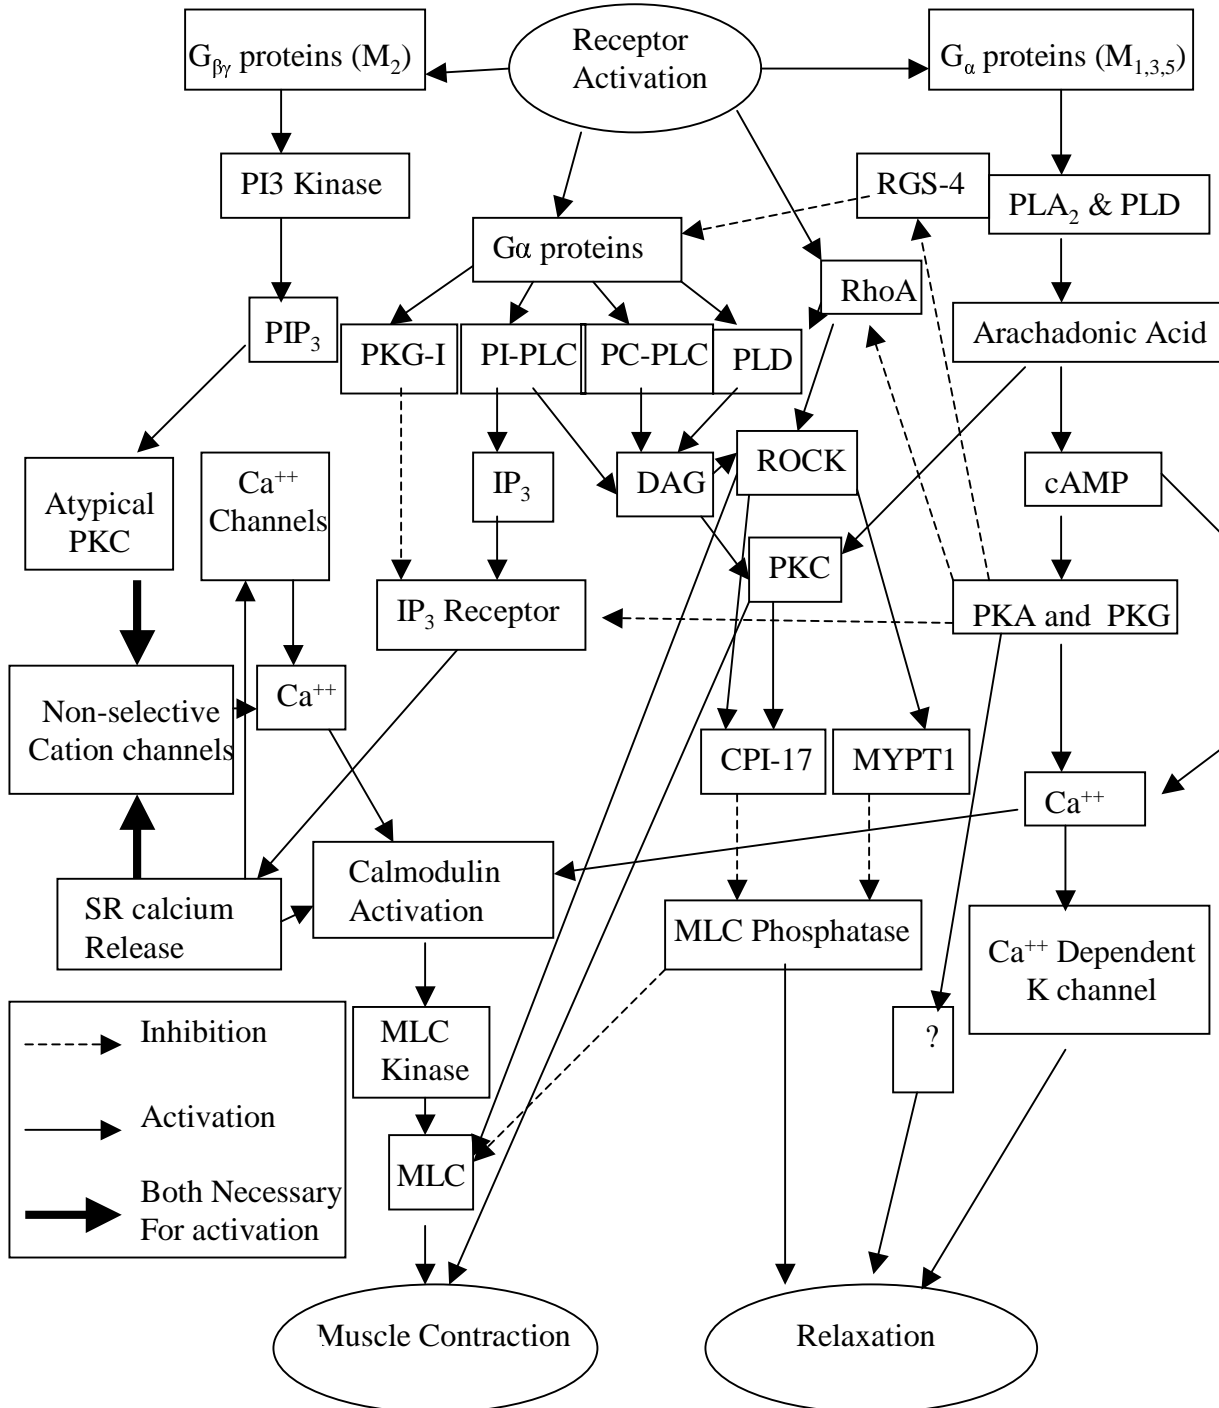 Receptor
Activation
G_βγ proteins (M₂)
G_α proteins (M₁,₃,₅)
PI3 Kinase
RGS-4
PLA₂ & PLD
Gα proteins
RhoA
PIP₃
PKG-I
PI-PLC
PC-PLC
PLD
Arachadonic Acid
Atypical
PKC
Ca⁺⁺
Channels
IP₃
DAG
ROCK
cAMP
PKC
IP₃ Receptor
PKA and PKG
Non-selective
Cation channels
Ca⁺⁺
CPI-17
MYPT1
Ca⁺⁺
SR calcium
Release
Calmodulin
Activation
MLC Phosphatase
Ca⁺⁺ Dependent
K channel
MLC
Kinase
?
MLC
Inhibition
Activation
Both Necessary
For activation
Muscle Contraction
Relaxation